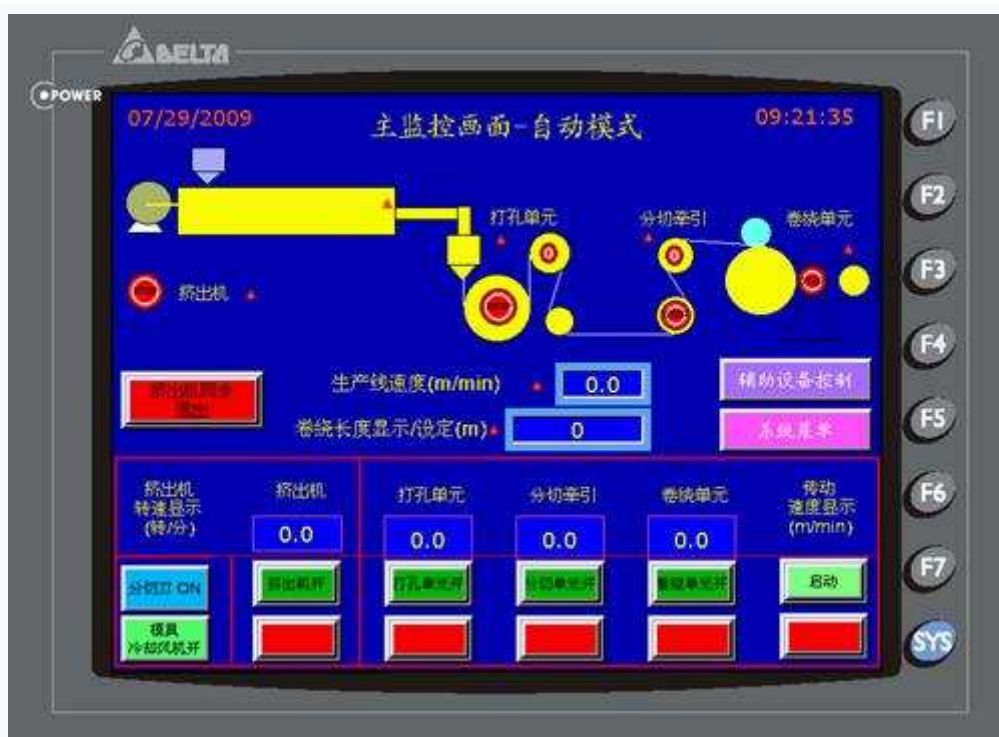 DELTA
POWER
07/29/2009
主监控画面-自动模式
09:21:35
F1
F2
F3
F4
F5
F6
F7
SYS
打孔单元
分切牵引
卷绕单元
挤出机
挤出机同步
退出
生产线速度(m/min)
0.0
辅助设备控制
卷绕长度显示/设定(m)
0
系统菜单
挤出机
转速显示
(转/分)
挤出机
打孔单元
分切牵引
卷绕单元
传动
速度显示
(m/min)
0.0
0.0
0.0
0.0
分切刀 ON
挤出机开
打孔单元开
分切单元开
卷绕单元开
启动
模具
冷却风机开